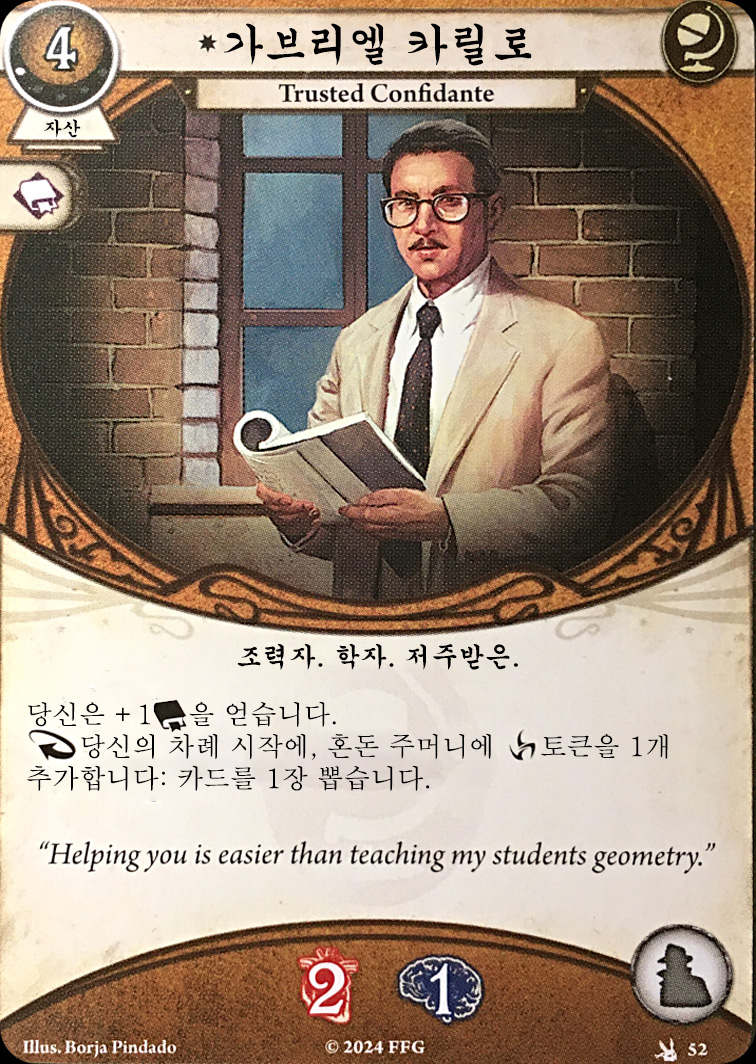 4
가브리엘 카릴로
Trusted Confidante
자산
조력자. 학자. 저주받은.
당신은 +1을 얻습니다.
당신의 차례 시작에, 혼돈 주머니에 토큰을 1개
추가합니다: 카드를 1장 뽑습니다.
“Helping you is easier than teaching my students geometry.”
2 1
Illus. Borja Pindado © 2024 FFG 52